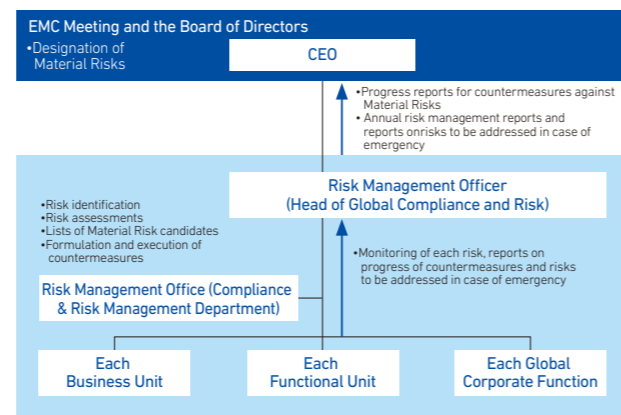 EMC Meeting and the Board of Directors
•Designation of
Material Risks
CEO
•Progress reports for countermeasures against
Material Risks
• Annual risk management reports and
reports onrisks to be addressed in case of
emergency
Risk Management Officer
(Head of Global Compliance and Risk)
•Risk identification
•Risk assessments
•Lists of Material Risk candidates
•Formulation and execution of
countermeasures
•Monitoring of each risk, reports on
progress of countermeasures and risks
to be addressed in case of emergency
Risk Management Office (Compliance
& Risk Management Department)
Each
Business Unit
Each
Functional Unit
Each Global
Corporate Function